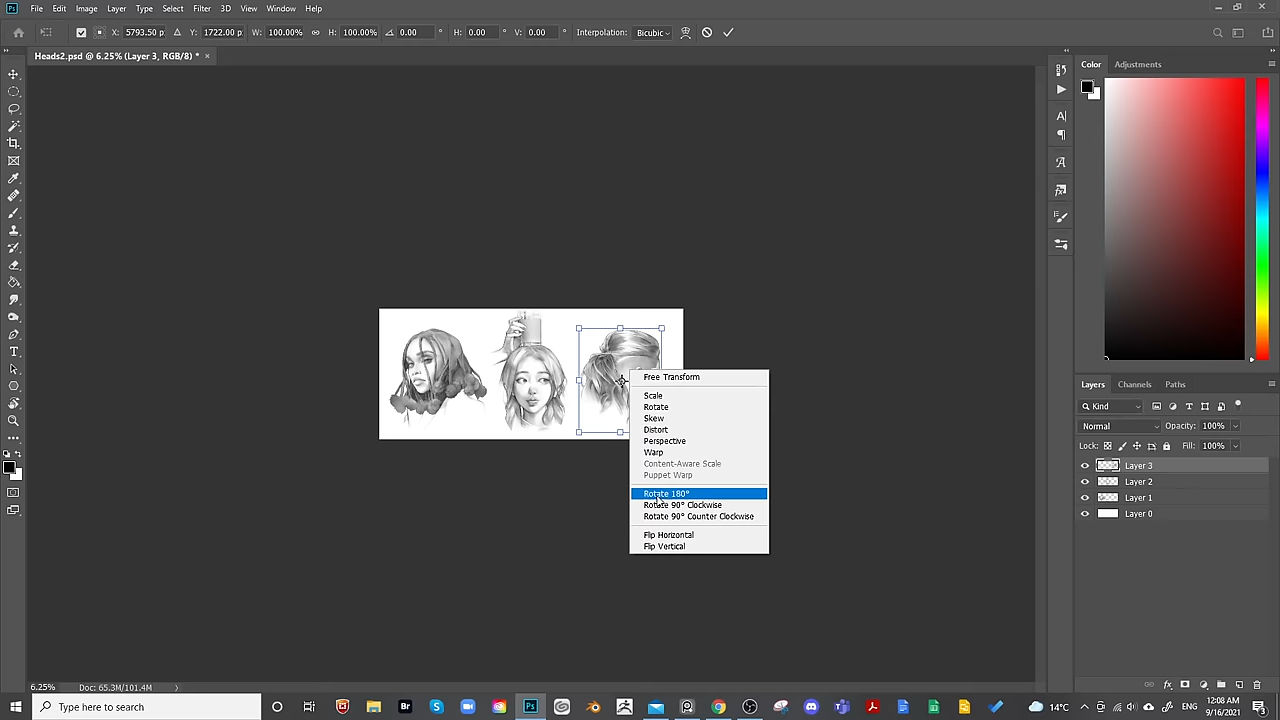 Ps File Edit Image Layer Type Select Filter 3D View Window Help
X: 5793.50 p Y: 1722.00 p W: 100.00% H: 100.00% 0.00 ° H: 0.00 ° V: 0.00 ° Interpolation: Bicubic
Heads2.psd @ 6.25% (Layer 3, RGB/8) * ×
Color Adjustments
Free Transform
Scale
Rotate
Skew
Distort
Perspective
Warp
Content-Aware Scale
Puppet Warp
Rotate 180°
Rotate 90° Clockwise
Rotate 90° Counter Clockwise
Flip Horizontal
Flip Vertical
Layers Channels Paths
Kind
Normal Opacity: 100%
Lock: Fill: 100%
Layer 3
Layer 2
Layer 1
Layer 0
fx
6.25% Doc: 65.3M/101.4M
Type here to search
Br
Ps
14°C
ENG
12:08 AM
9/16/2021